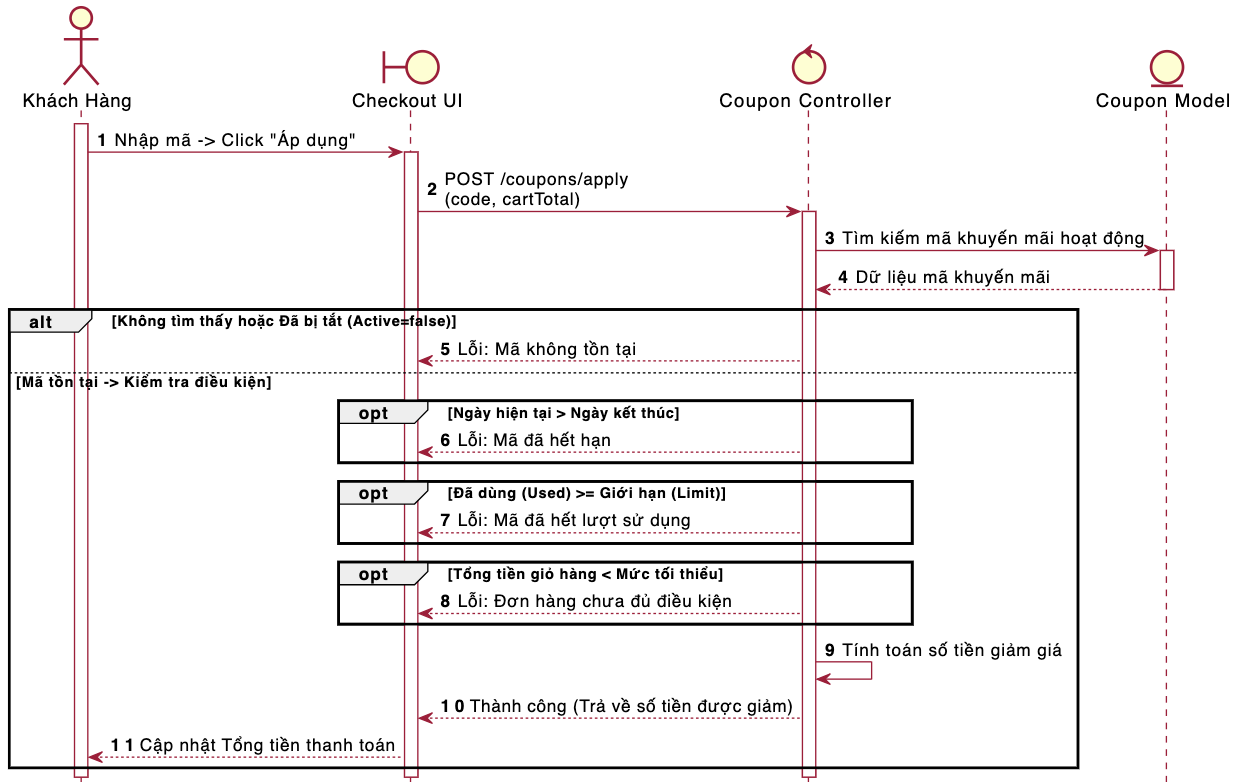 Khách Hàng
Checkout UI
Coupon Controller
Coupon Model
1 Nhập mã -> Click "Áp dụng"
2 POST /coupons/apply
(code, cartTotal)
3 Tìm kiếm mã khuyến mãi hoạt động
4 Dữ liệu mã khuyến mãi
alt [Không tìm thấy hoặc Đã bị tắt (Active=false)]
5 Lỗi: Mã không tồn tại
[Mã tồn tại -> Kiểm tra điều kiện]
opt [Ngày hiện tại > Ngày kết thúc]
6 Lỗi: Mã đã hết hạn
opt [Đã dùng (Used) >= Giới hạn (Limit)]
7 Lỗi: Mã đã hết lượt sử dụng
opt [Tổng tiền giỏ hàng < Mức tối thiểu]
8 Lỗi: Đơn hàng chưa đủ điều kiện
9 Tính toán số tiền giảm giá
10 Thành công (Trả về số tiền được giảm)
11 Cập nhật Tổng tiền thanh toán